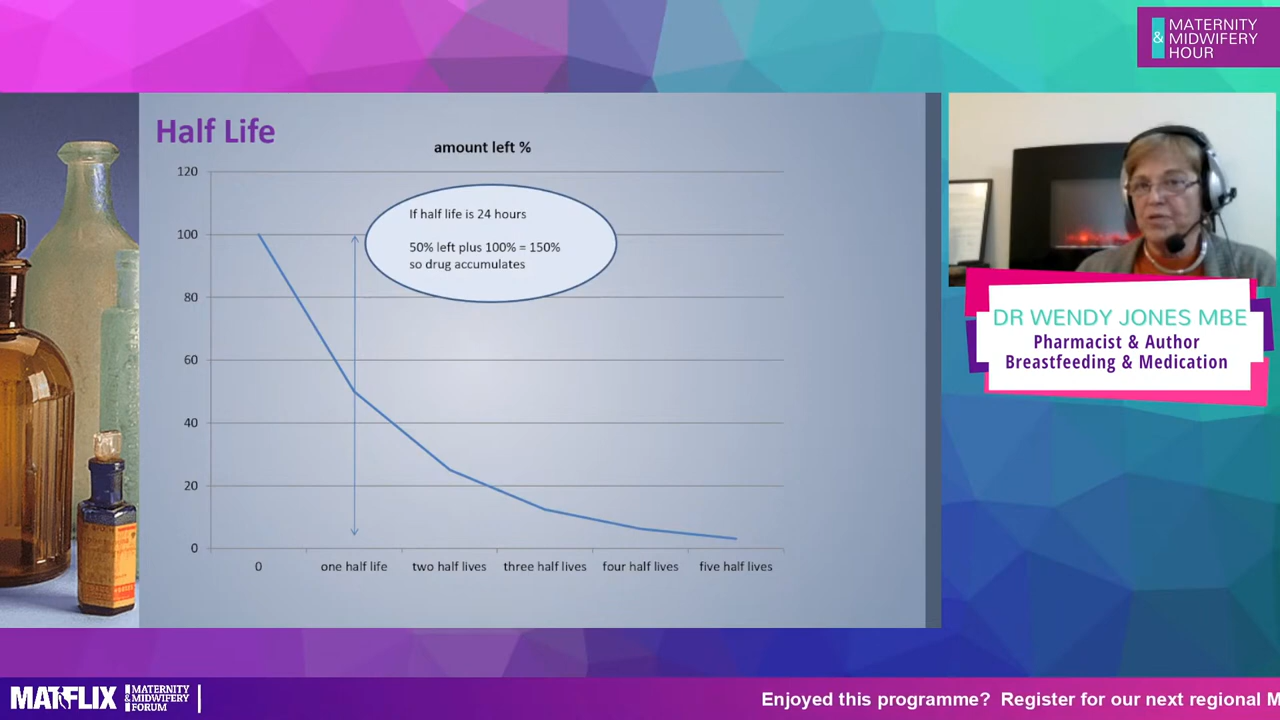 &
MATERNITY
MIDWIFERY
HOUR
Half Life
amount left %
120
100
80
60
40
20
0
If half life is 24 hours
50% left plus 100% = 150%
so drug accumulates
0
one half life
two half lives
three half lives
four half lives
five half lives
DR WENDY JONES MBE
Pharmacist & Author
Breastfeeding & Medication
MATFLIX
MATERNITY
&MIDWIFERY
FORUM
Enjoyed this programme? Register for our next regional M